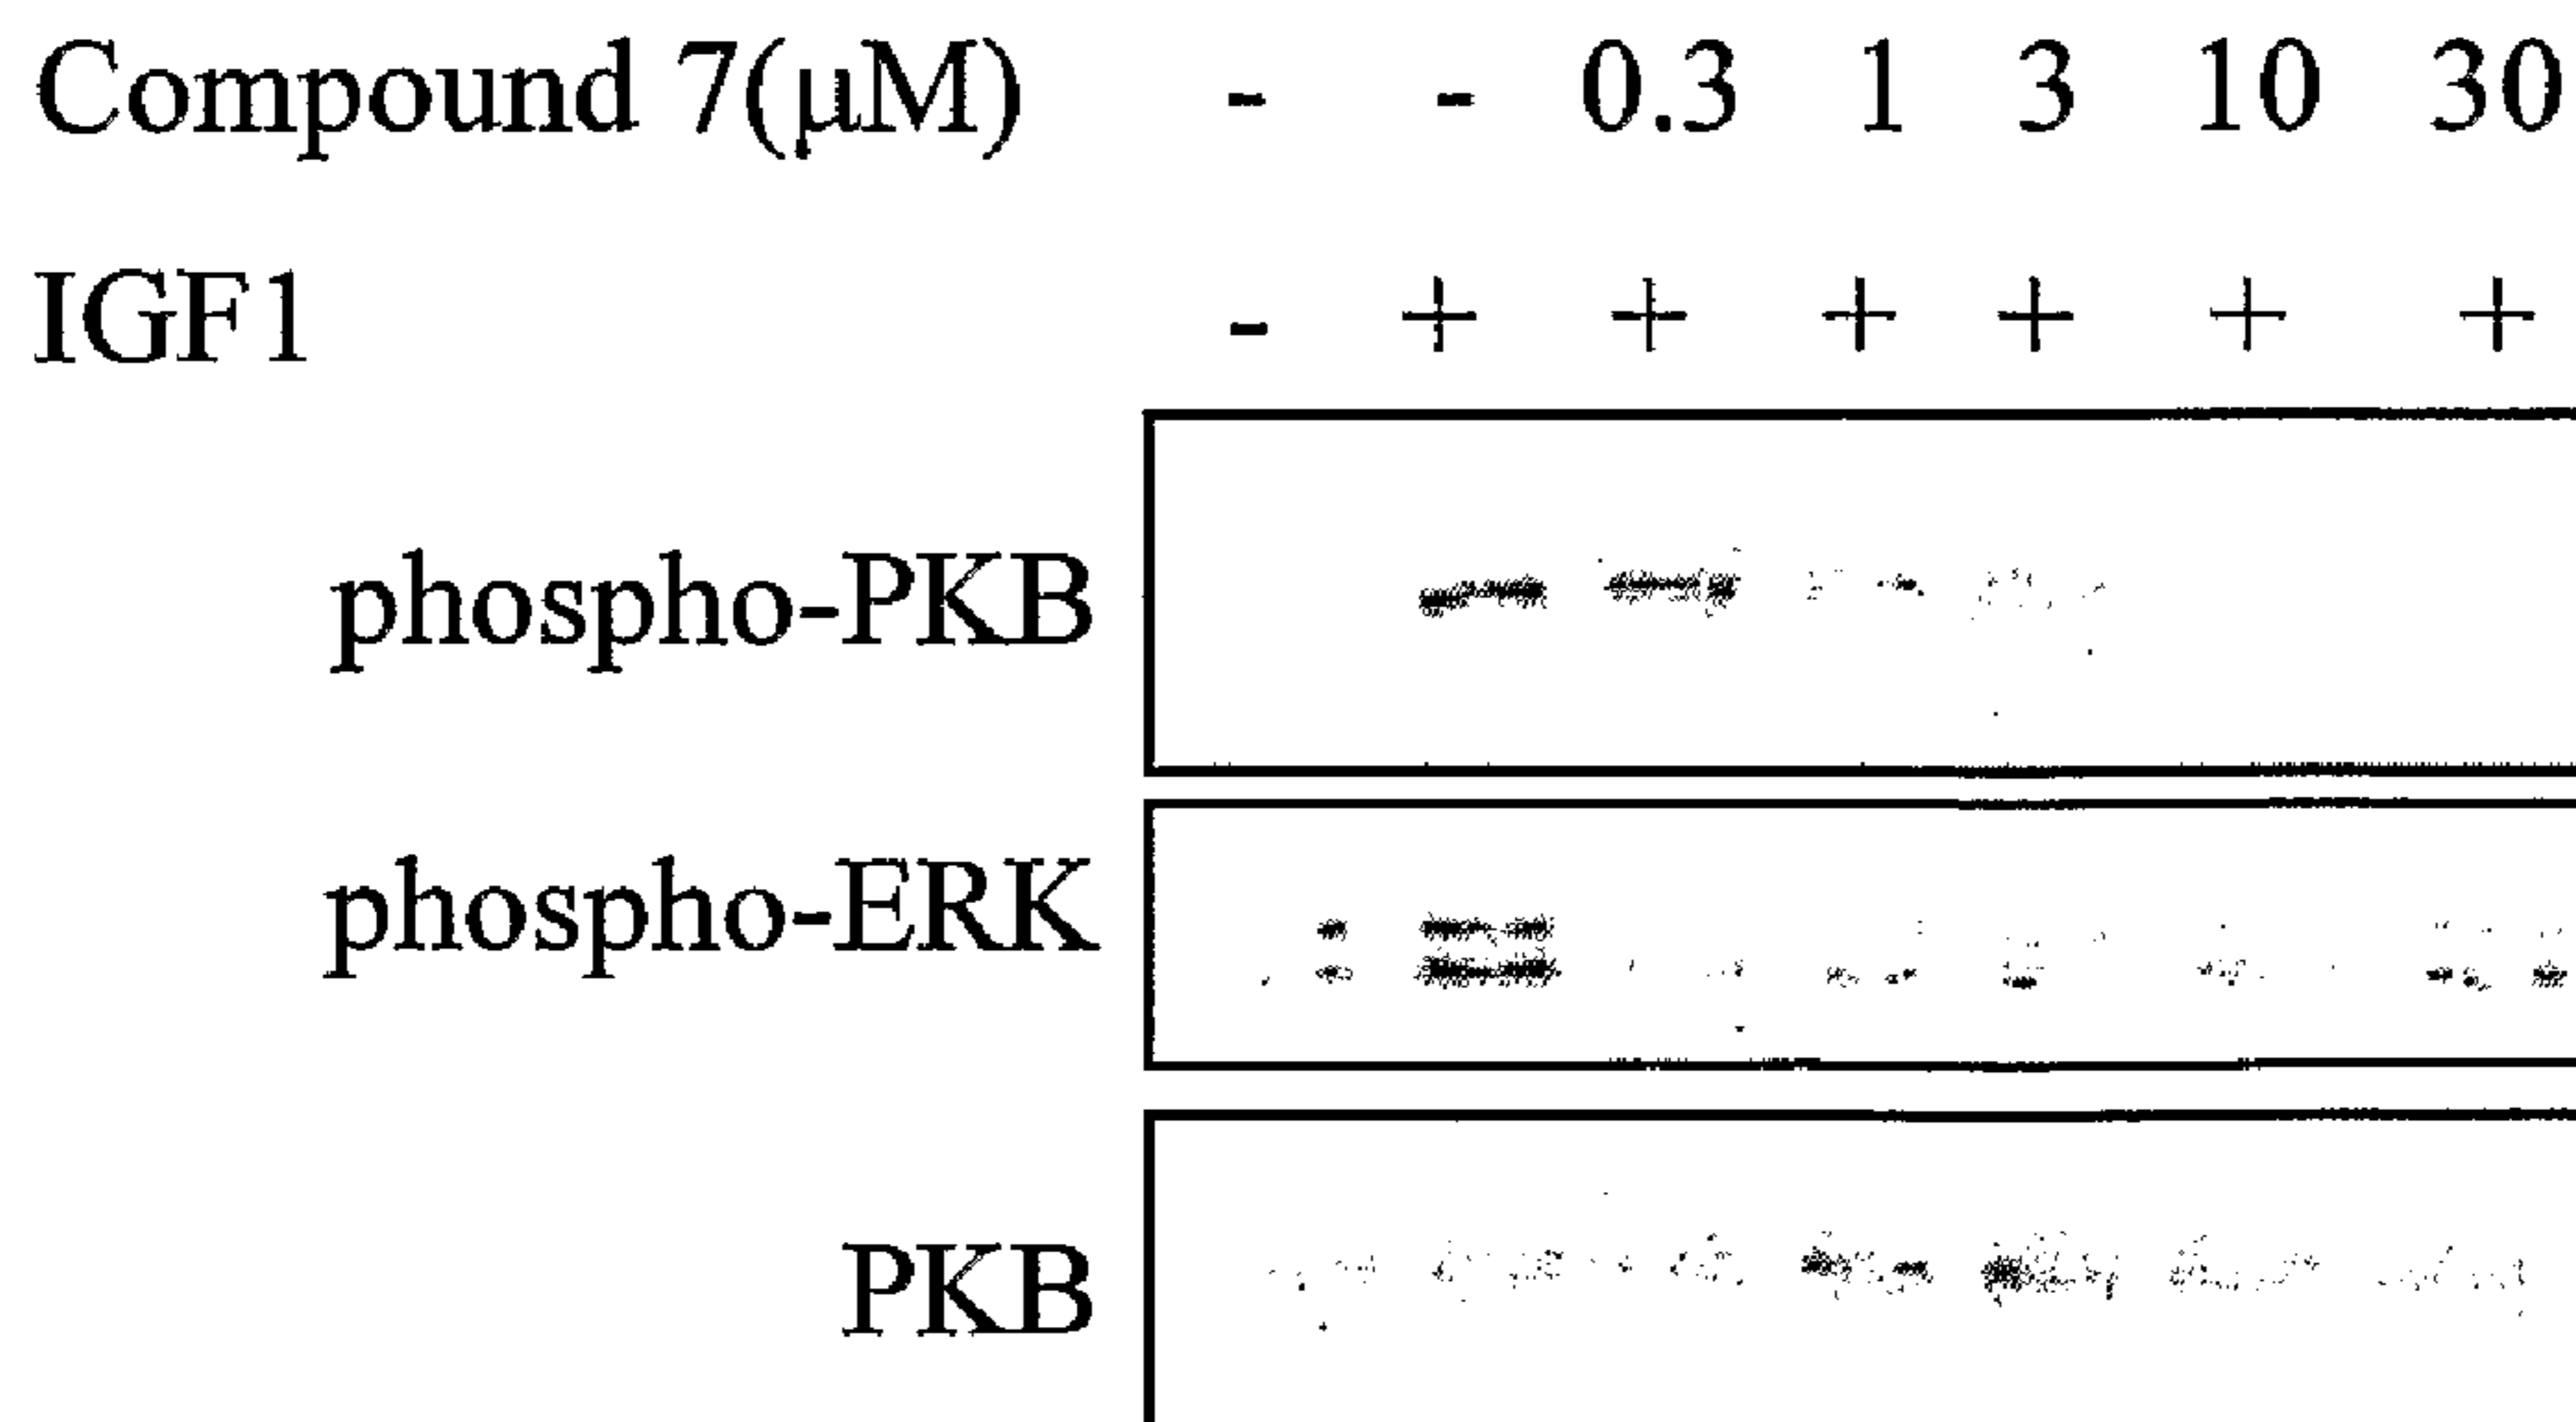 Compound 7(μM) - - 0.3 1 3 10 30
IGF1 - + + + + + +
phospho-PKB
phospho-ERK
PKB